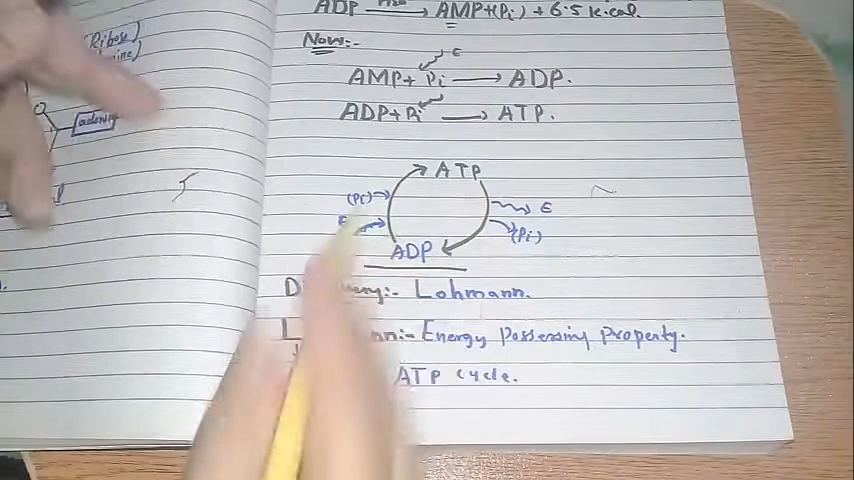 (Ribose)
adenin
ADP → AMP+(Pi) + 6.5 k.cal.
Now:-
E
AMP+ Pi → ADP.
ADP+Pi → ATP.
ATP
(Pi)
E
E
(Pi)
ADP
:- Lohmann.
:- Energy Possessing Property.
ATP cycle.